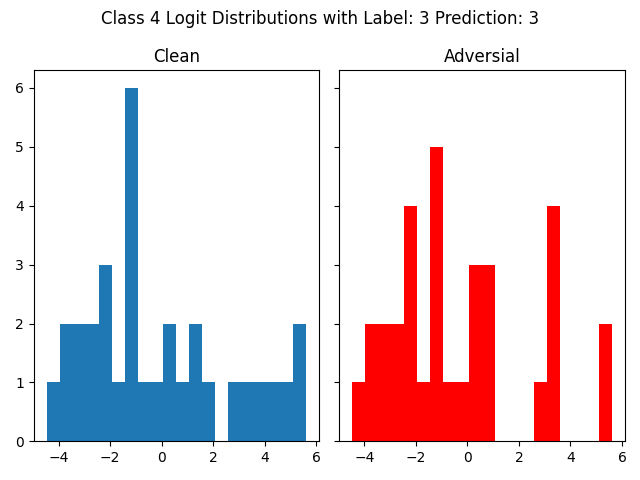 Class 4 Logit Distributions with Label: 3 Prediction: 3
Clean
Adversial
6
5
4
3
2
1
0
−4 −2 0 2 4 6
−4 −2 0 2 4 6